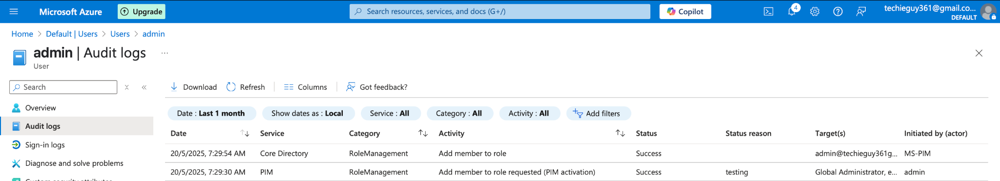 Microsoft Azure
Upgrade
Search resources, services, and docs (G+/)
Copilot
4
techieguy361@gmail.co...
DEFAULT
Home > Default | Users > Users > admin
admin | Audit logs ...
User
Search
Overview
Audit logs
Sign-in logs
Diagnose and solve problems
Custom security attributes
Download Refresh Columns Got feedback?
Date : Last 1 month Show dates as : Local Service : All Category : All Activity : All Add filters
Date Service Category Activity Status Status reason Target(s) Initiated by (actor)
20/5/2025, 7:29:54 AM Core Directory RoleManagement Add member to role Success admin@techieguy361g... MS-PIM
20/5/2025, 7:29:30 AM PIM RoleManagement Add member to role requested (PIM activation) Success testing Global Administrator, e... admin